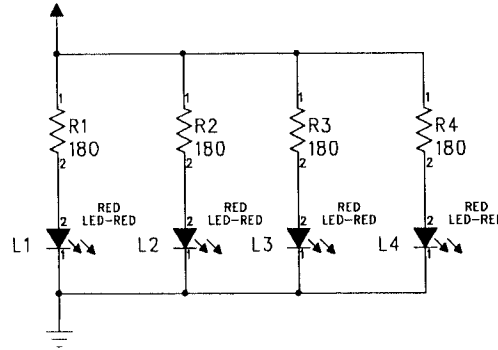 1 1 1 1
R1 R2 R3 R4
180 180 180 180
2 2 2 2
RED RED RED RED
2 LED-RED 2 LED-RED 2 LED-RED 2 LED-RED
L1 L2 L3 L4
1 1 1 1